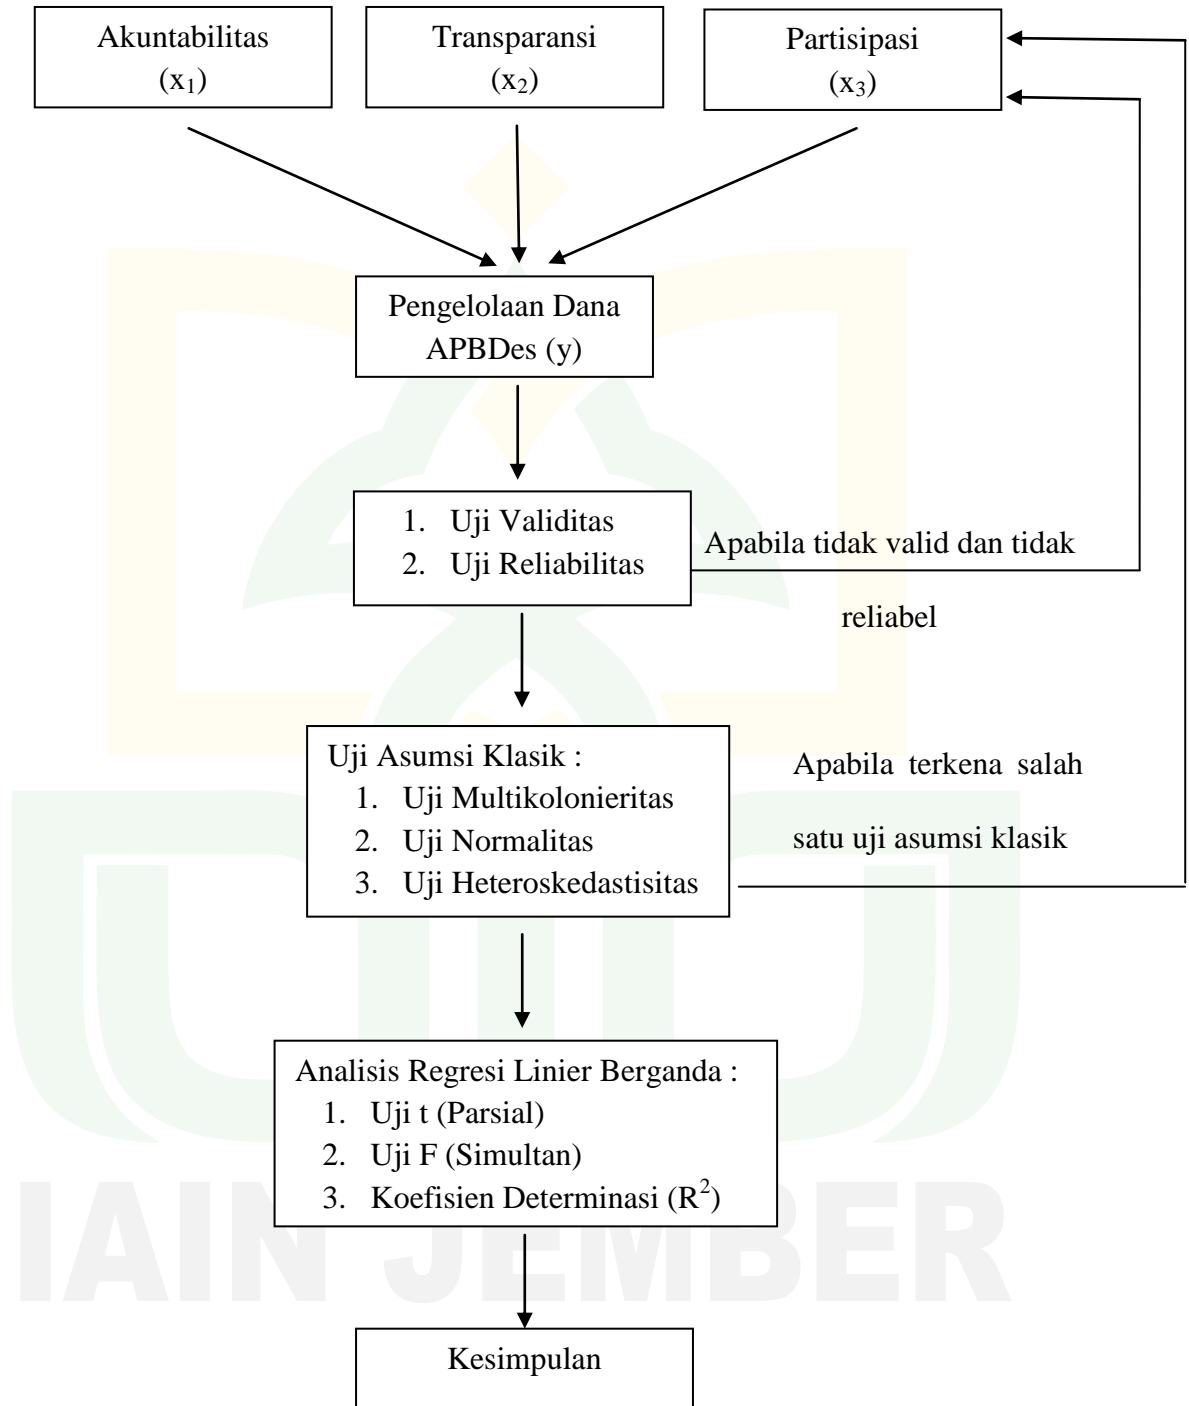 Akuntabilitas
(x₁)
Transparansi
(x₂)
Partisipasi
(x₃)
Pengelolaan Dana
APBDes (y)
1. Uji Validitas
2. Uji Reliabilitas
Apabila tidak valid dan tidak
reliabel
Uji Asumsi Klasik :
1. Uji Multikolonieritas
2. Uji Normalitas
3. Uji Heteroskedastisitas
Apabila terkena salah
satu uji asumsi klasik
Analisis Regresi Linier Berganda :
1. Uji t (Parsial)
2. Uji F (Simultan)
3. Koefisien Determinasi (R²)
IAIN JEMBER
Kesimpulan